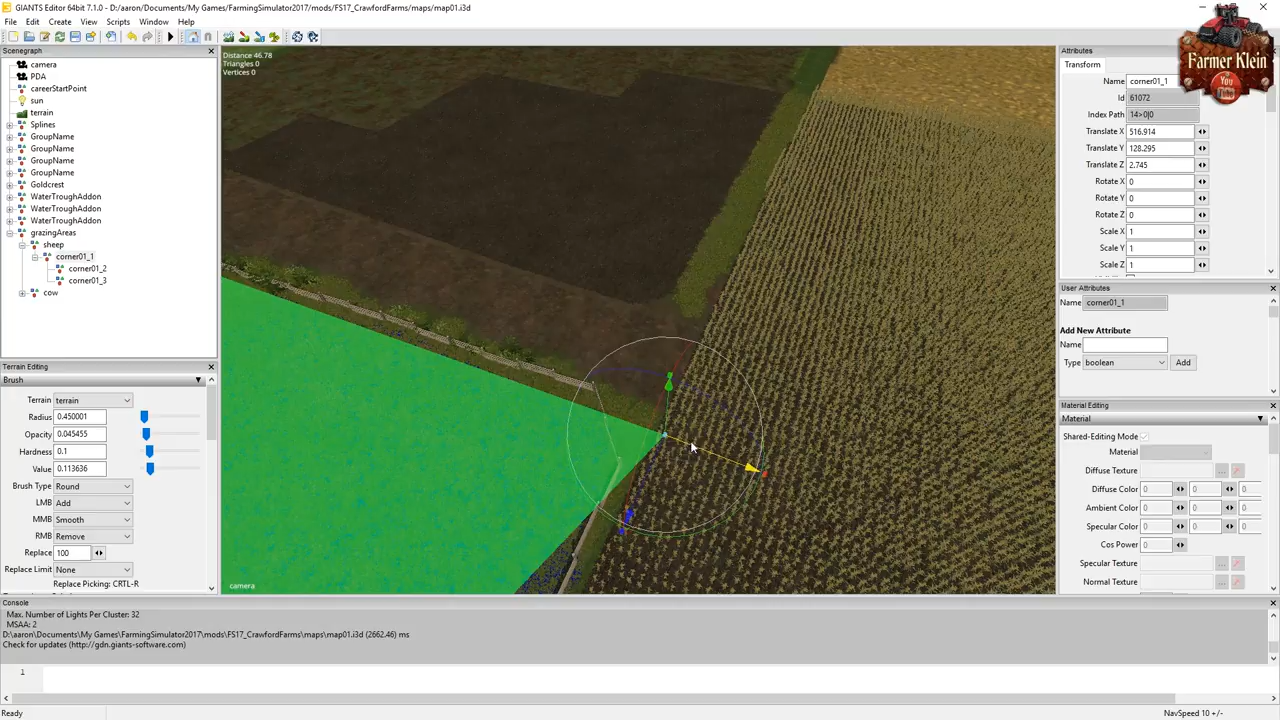 GIANTS Editor 64bit 7.1.0 - D:/aaron/Documents/My Games/FarmingSimulator2017/mods/FS17_CrawfordFarms/maps/map01.i3d
File Edit Create View Scripts Window Help
Scenegraph
camera
PDA
careerStartPoint
sun
terrain
Splines
GroupName
GroupName
GroupName
GroupName
Goldcrest
WaterTroughAddon
WaterTroughAddon
WaterTroughAddon
grazingAreas
sheep
corner01_1
corner01_2
corner01_3
cow
Terrain Editing
Brush
Terrain terrain
Radius 0.450001
Opacity 0.045455
Hardness 0.1
Value 0.113636
Brush Type Round
LMB Add
MMB Smooth
RMB Remove
Replace 100
Replace Limit None
Replace Picking: CRTL-R
Distance 46.78
Triangles 0
Vertices 0
camera
Attributes
Transform
Name corner01_1
Id 61072
Index Path 14>0|0
Translate X 516.914
Translate Y 128.295
Translate Z 2.745
Rotate X 0
Rotate Y 0
Rotate Z 0
Scale X 1
Scale Y 1
Scale Z 1
Farmer Klein
You Tube
User Attributes
Name corner01_1
Add New Attribute
Name
Type boolean Add
Material Editing
Material
Shared-Editing Mode
Material
Diffuse Texture ...
Diffuse Color 0 0 0
Ambient Color 0 0 0
Specular Color 0 0 0
Cos Power 0
Specular Texture ...
Normal Texture ...
Console
Max. Number of Lights Per Cluster: 32
MSAA: 2
D:/aaron/Documents/My Games/FarmingSimulator2017/mods/FS17_CrawfordFarms/maps/map01.i3d (2662.46) ms
Check for updates (http://gdn.giants-software.com)
1
Ready
NavSpeed 10 +/-